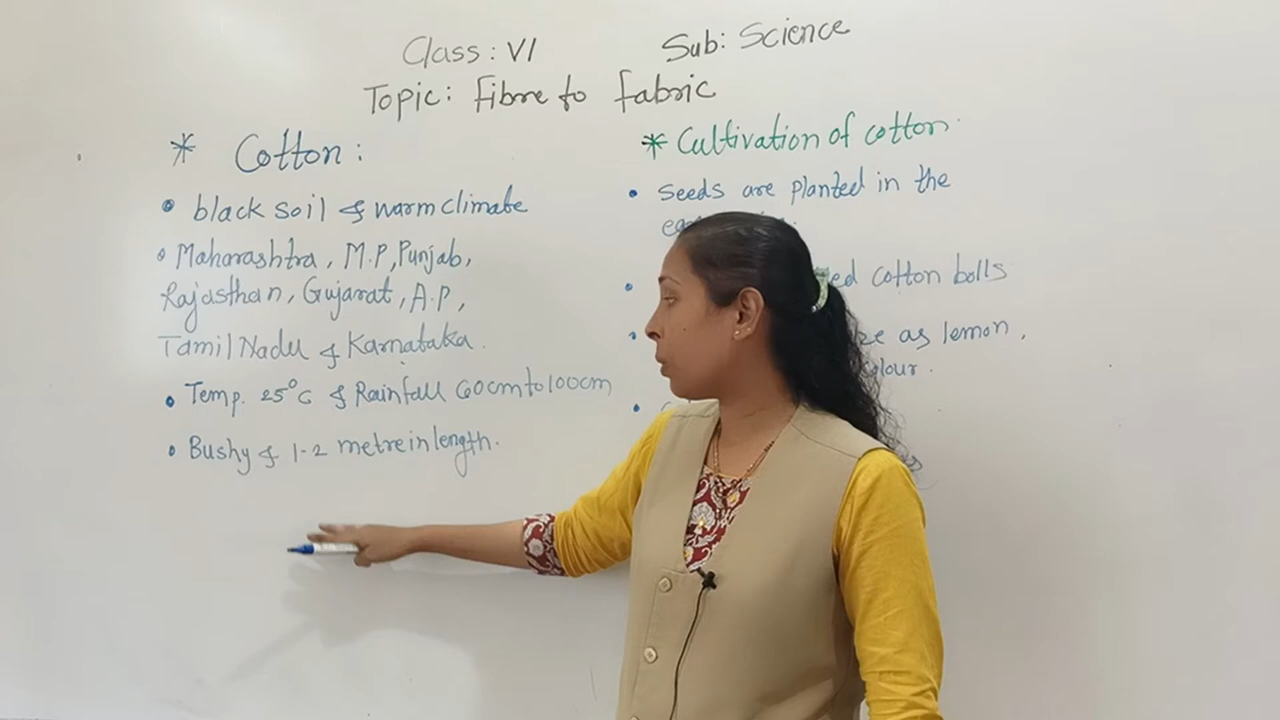 Class: VI Sub: Science
Topic: Fibre to fabric
* Cotton:
• black soil & warm climate
• Maharashtra, M.P, Punjab,
Rajasthan, Gujarat, A.P,
Tamil Nadu & Karnataka.
• Temp. 25°C & Rainfall 60cm to 100cm
• Bushy & 1-2 metre in length.
* Cultivation of cotton.
• Seeds are planted in the
• cotton bolls
• as lemon,